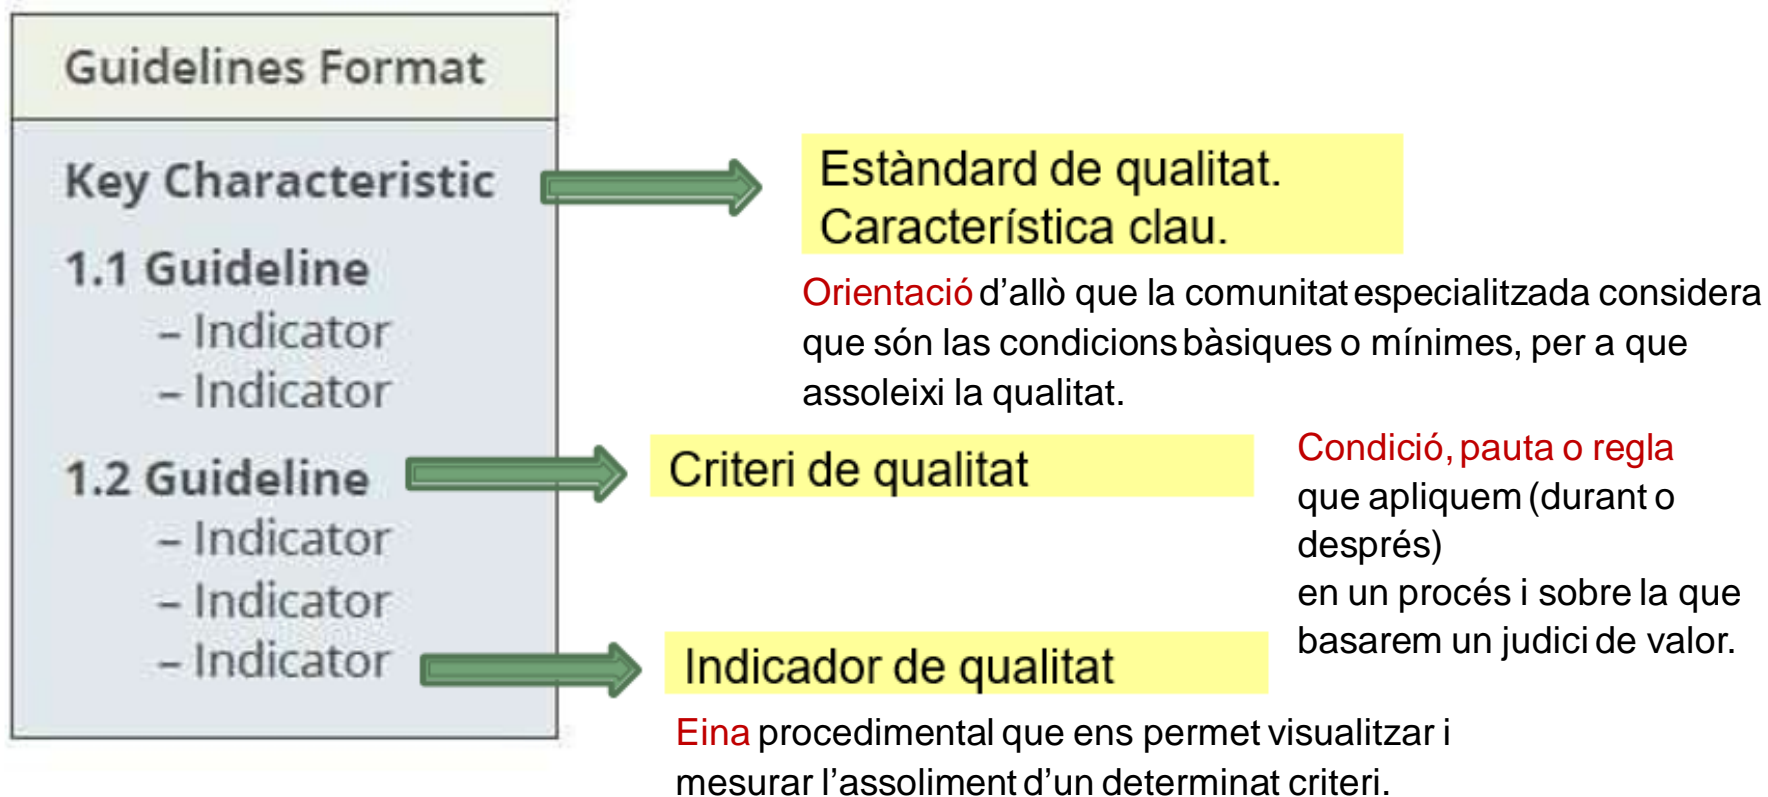 Guidelines Format
Key Characteristic
1.1 Guideline
– Indicator
– Indicator
1.2 Guideline
– Indicator
– Indicator
– Indicator
Estàndard de qualitat.
Característica clau.
Orientació d’allò que la comunitat especialitzada considera
que són las condicions bàsiques o mínimes, per a que
assoleixi la qualitat.
Criteri de qualitat
Condició, pauta o regla
que apliquem (durant o
després)
en un procés i sobre la que
basarem un judici de valor.
Indicador de qualitat
Eina procedimental que ens permet visualitzar i
mesurar l’assoliment d’un determinat criteri.